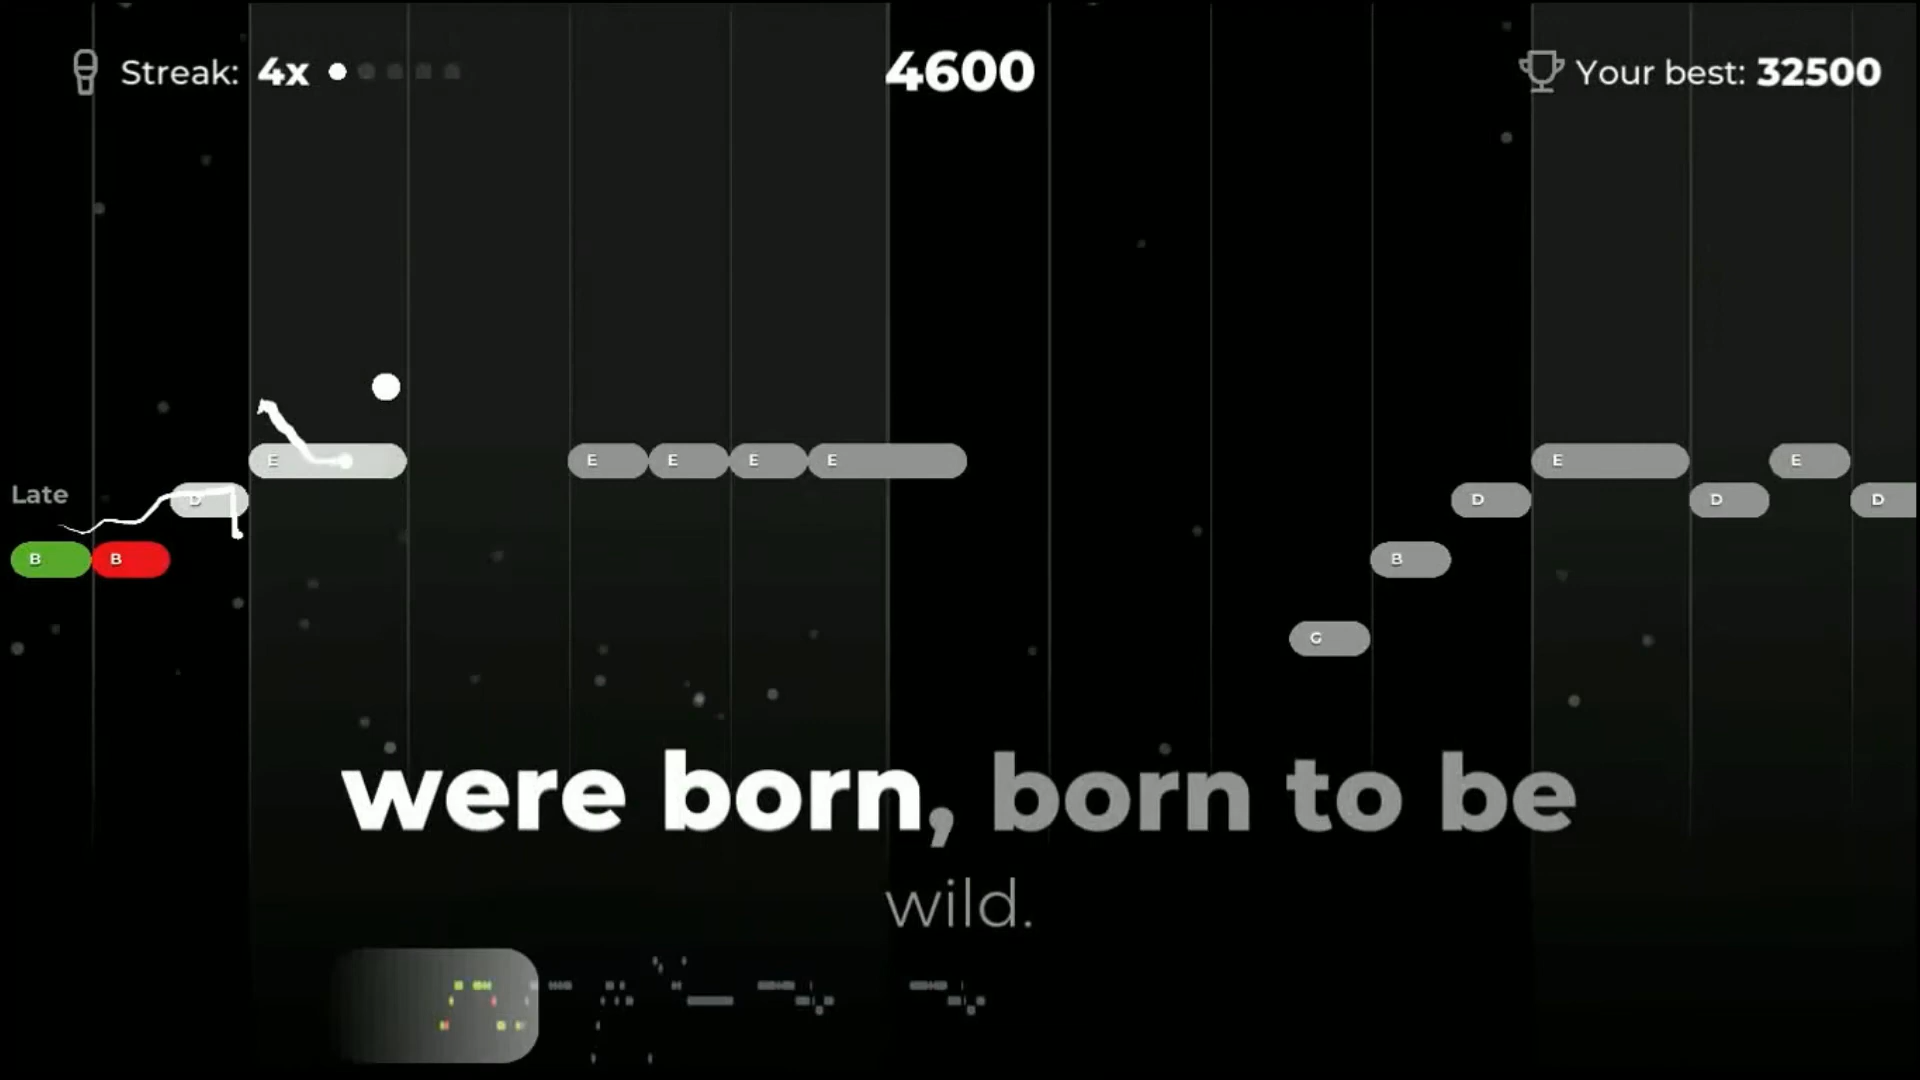 Streak: 4x
4600
Your best: 32500
E E E E E E E
Late D D D D
B B B
G
were born, born to be
wild.